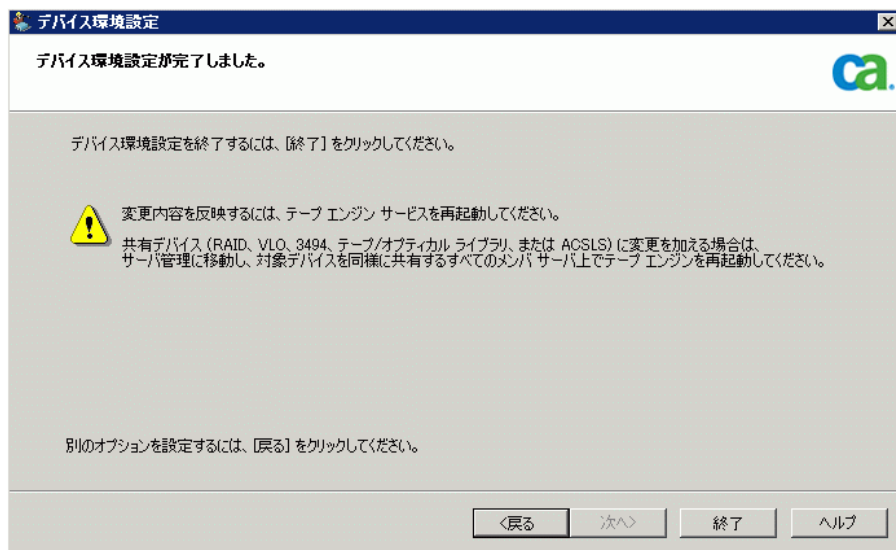 デバイス環境設定
デバイス環境設定が完了しました。
ca.
デバイス環境設定を終了するには、[終了] をクリックしてください。
変更内容を反映するには、テープ エンジン サービスを再起動してください。
共有デバイス (RAID、VLO、3494、テープ/オプティカル ライブラリ、または ACSLS) に変更を加える場合は、
サーバ管理に移動し、対象デバイスを同様に共有するすべてのメンバ サーバ上でテープ エンジンを再起動してください。
別のオプションを設定するには、[戻る] をクリックしてください。
<戻る
次へ>
終了
ヘルプ